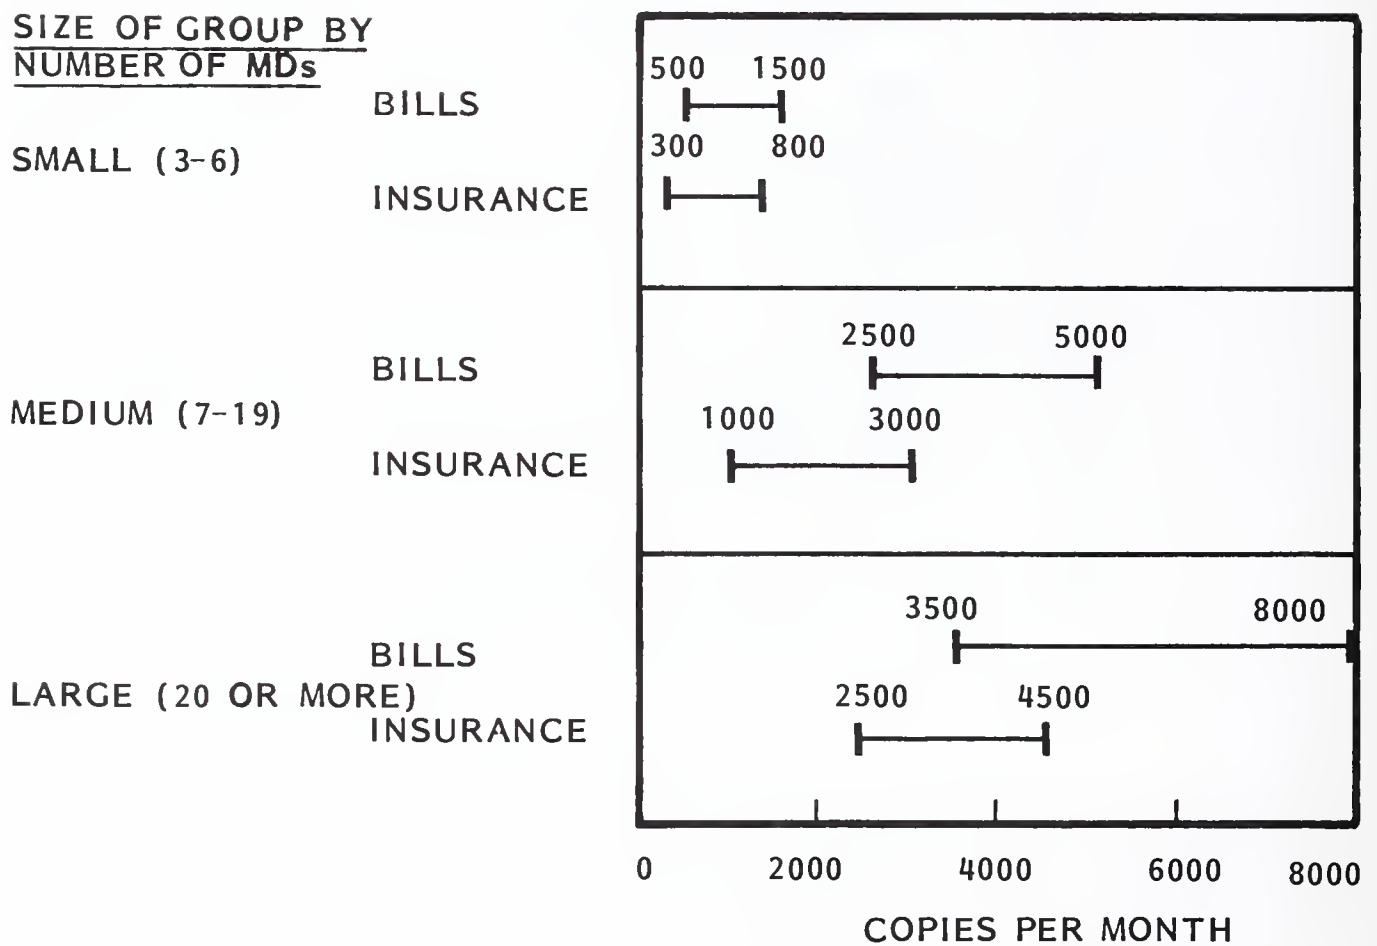 SIZE OF GROUP BY
NUMBER OF MDs
500 1500
BILLS
300 800
SMALL (3-6)
INSURANCE
2500 5000
BILLS
1000 3000
MEDIUM (7-19)
INSURANCE
3500 8000
BILLS
LARGE (20 OR MORE)
2500 4500
INSURANCE
0 2000 4000 6000 8000
COPIES PER MONTH